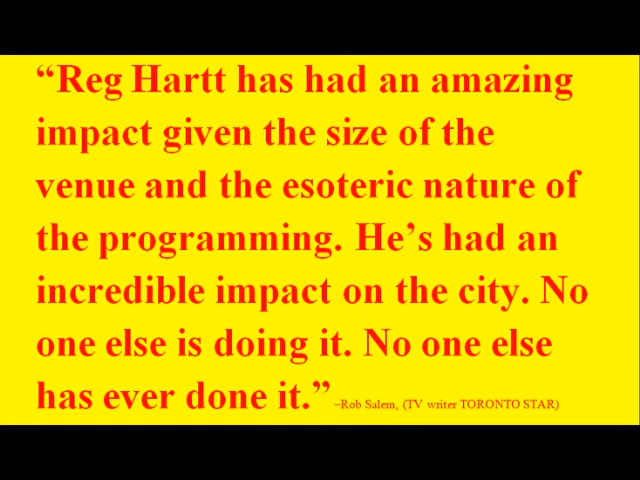 “Reg Hartt has had an amazing
impact given the size of the
venue and the esoteric nature of
the programming. He’s had an
incredible impact on the city. No
one else is doing it. No one else
has ever done it.” –Rob Salem, (TV writer TORONTO STAR)